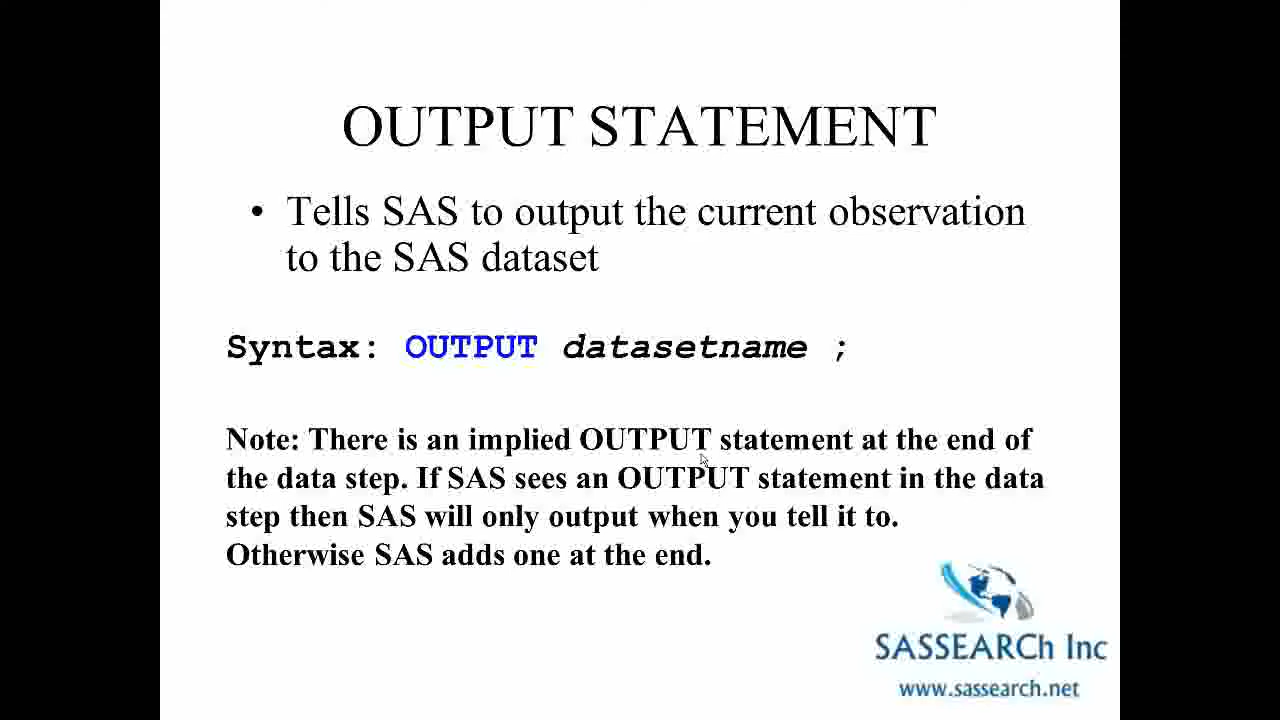 OUTPUT STATEMENT
• Tells SAS to output the current observation
to the SAS dataset
Syntax: OUTPUT datasetname ;
Note: There is an implied OUTPUT statement at the end of
the data step. If SAS sees an OUTPUT statement in the data
step then SAS will only output when you tell it to.
Otherwise SAS adds one at the end.
SASSEARCh Inc
www.sassearch.net